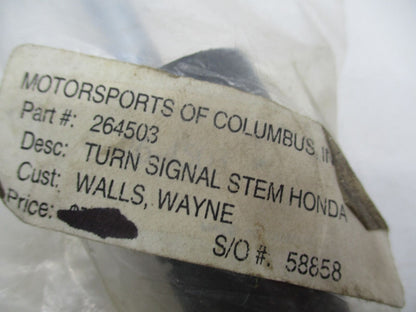 MOTORSPORTS OF COLUMBUS, IN
Part #: 264503
Desc: TURN SIGNAL STEM HONDA
Cust: WALLS, WAYNE
Price:
S/O #: 58858